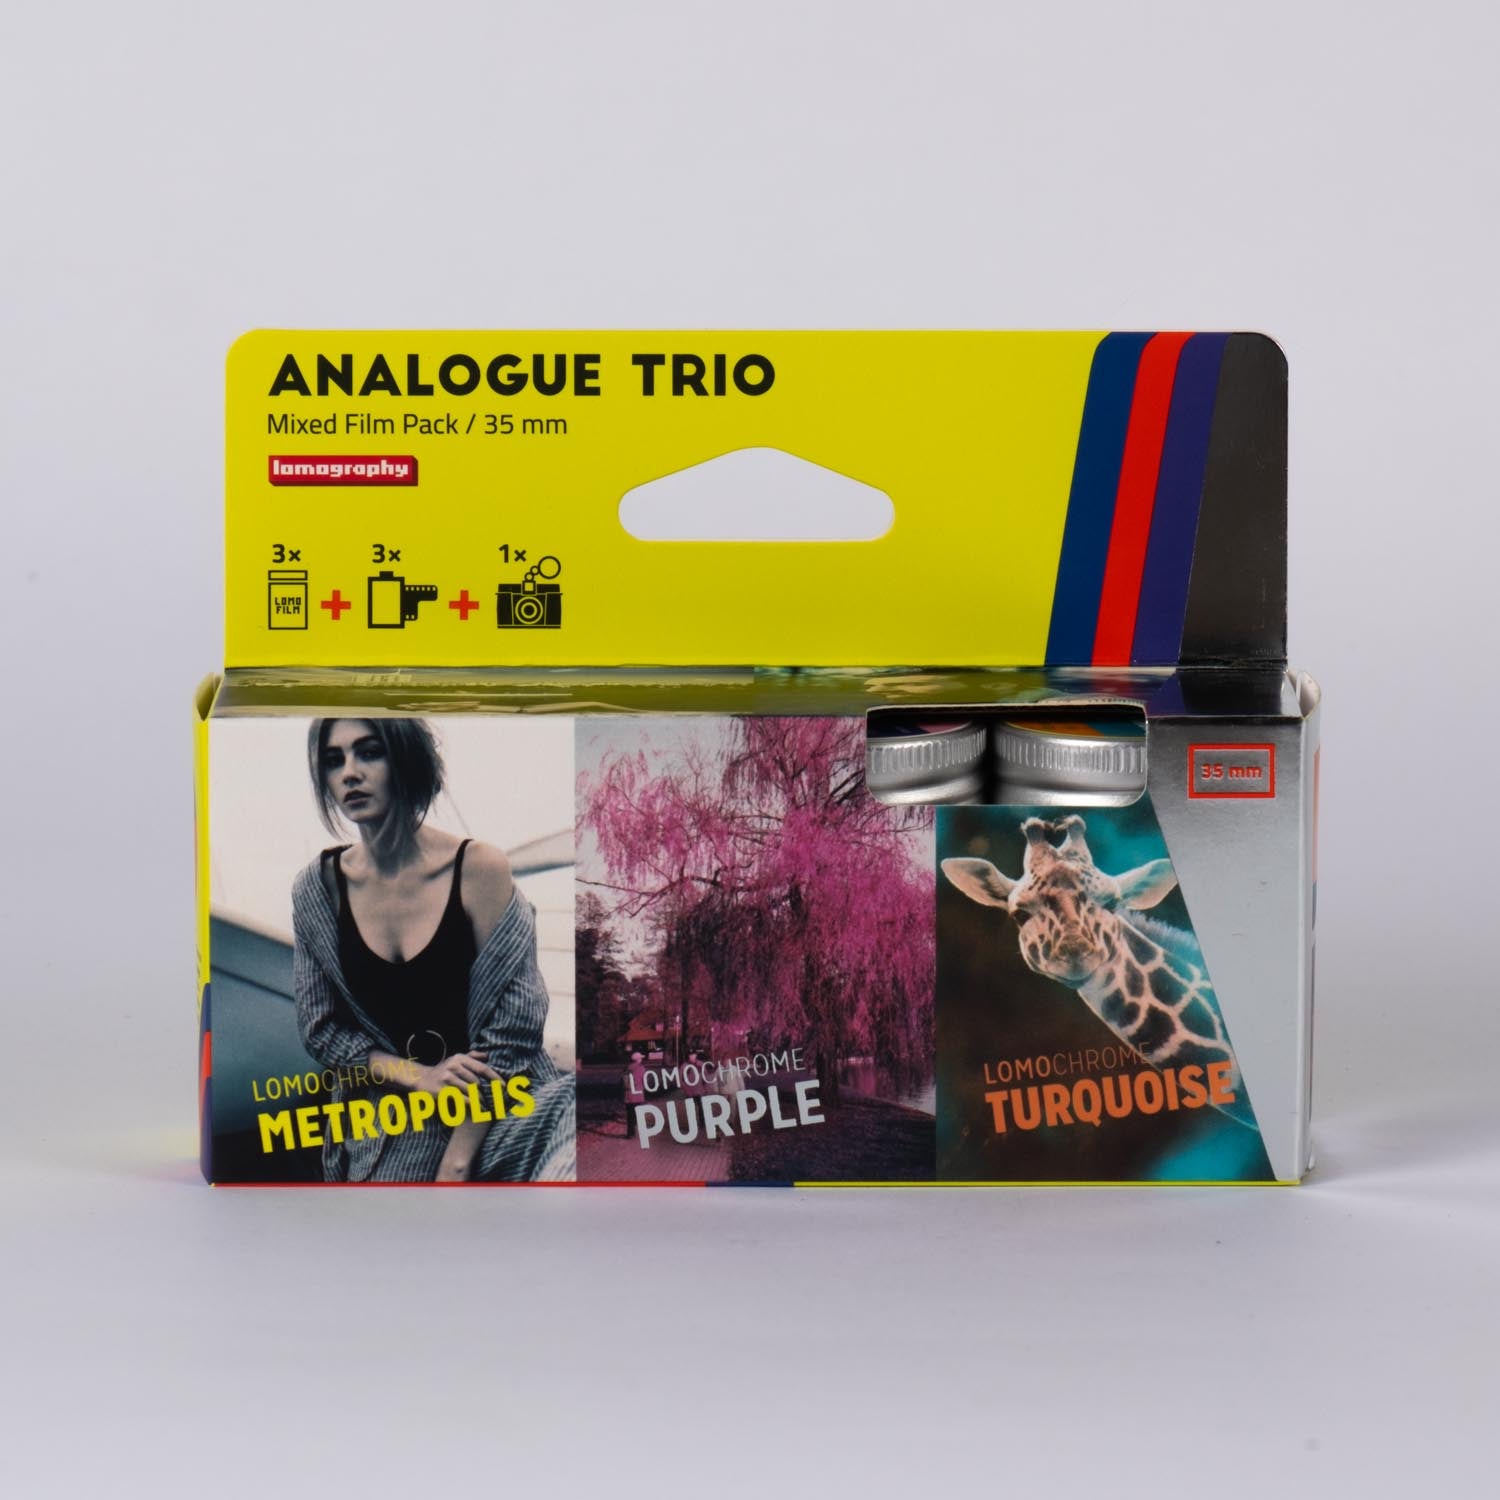 ANALOGUE TRIO
Mixed Film Pack / 35 mm
lomography
3× 3× 1×
LOMO
FILM
35 mm
LOMOCHROME
METROPOLIS
LOMOCHROME
PURPLE
LOMOCHROME
TURQUOISE